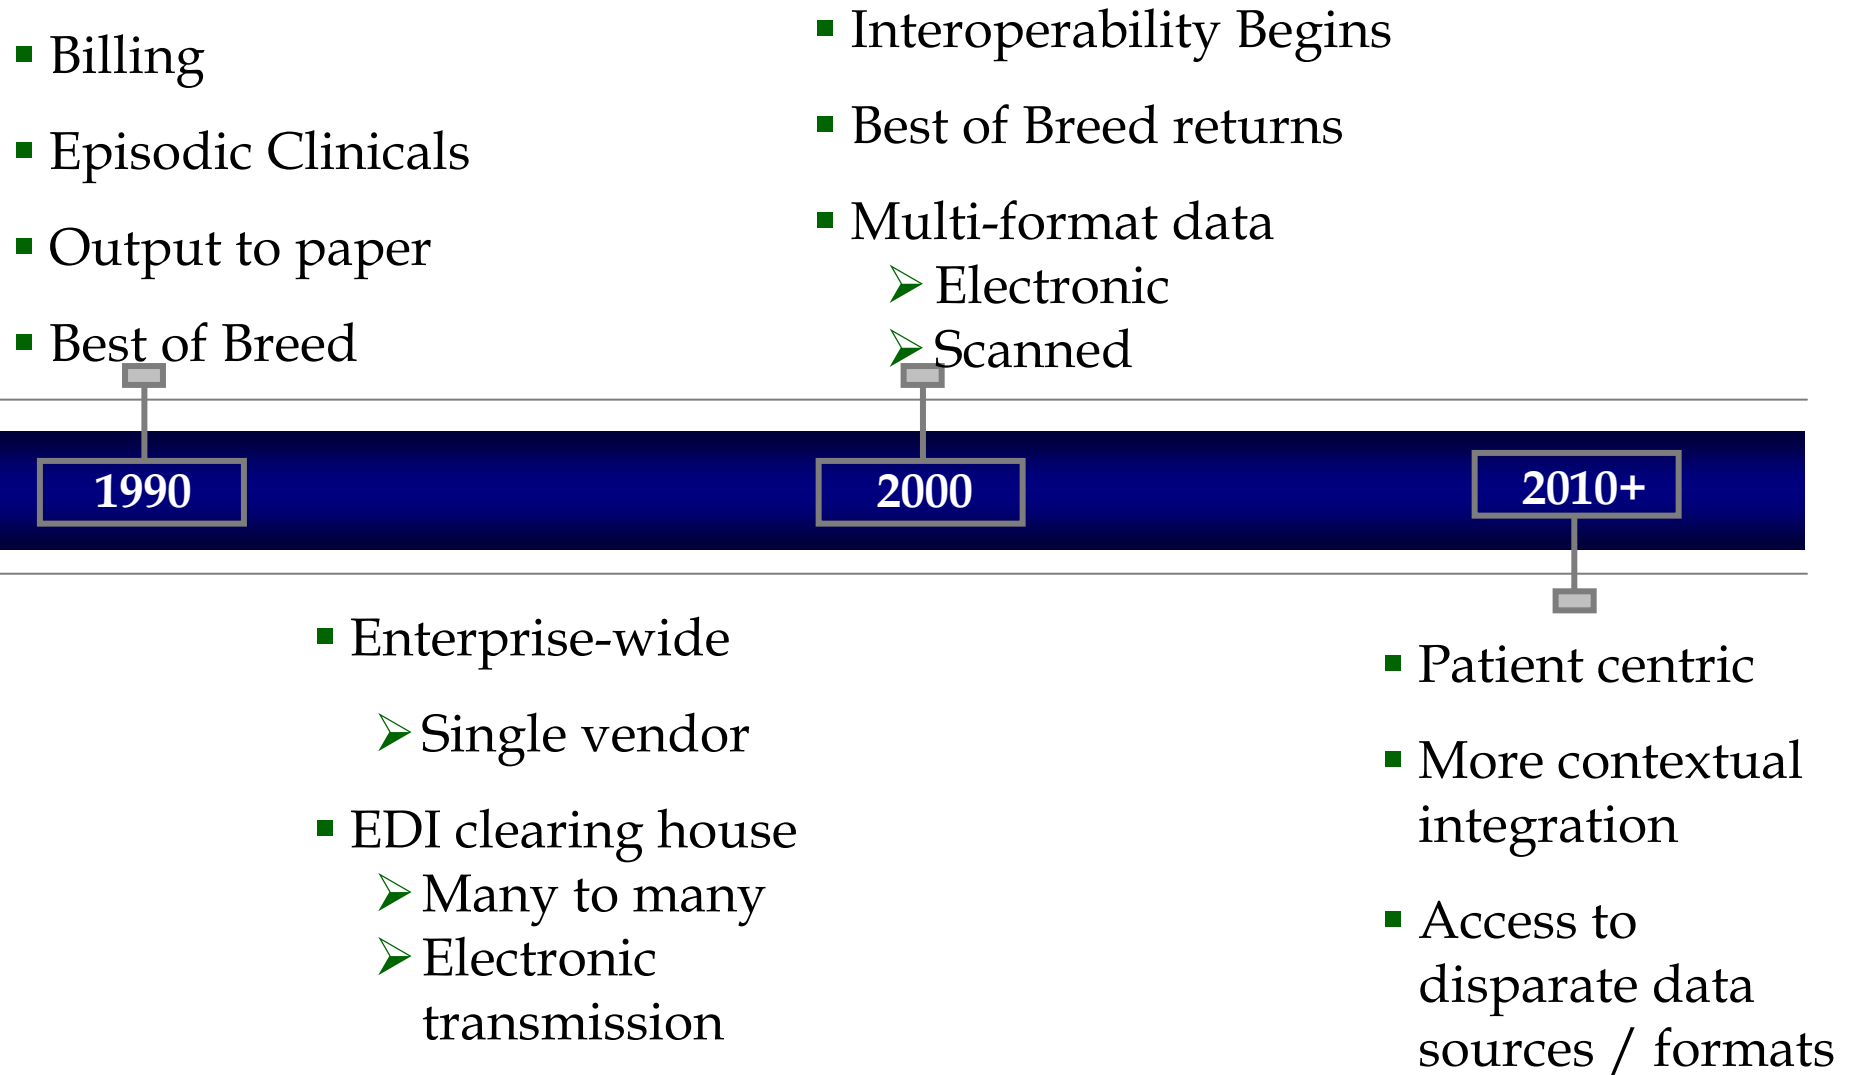 Billing
Episodic Clinicals
Output to paper
Best of Breed
Interoperability Begins
Best of Breed returns
Multi-format data
Electronic
Scanned
1990
2000
2010+
Enterprise-wide
Single vendor
EDI clearing house
Many to many
Electronic
transmission
Patient centric
More contextual
integration
Access to
disparate data
sources / formats